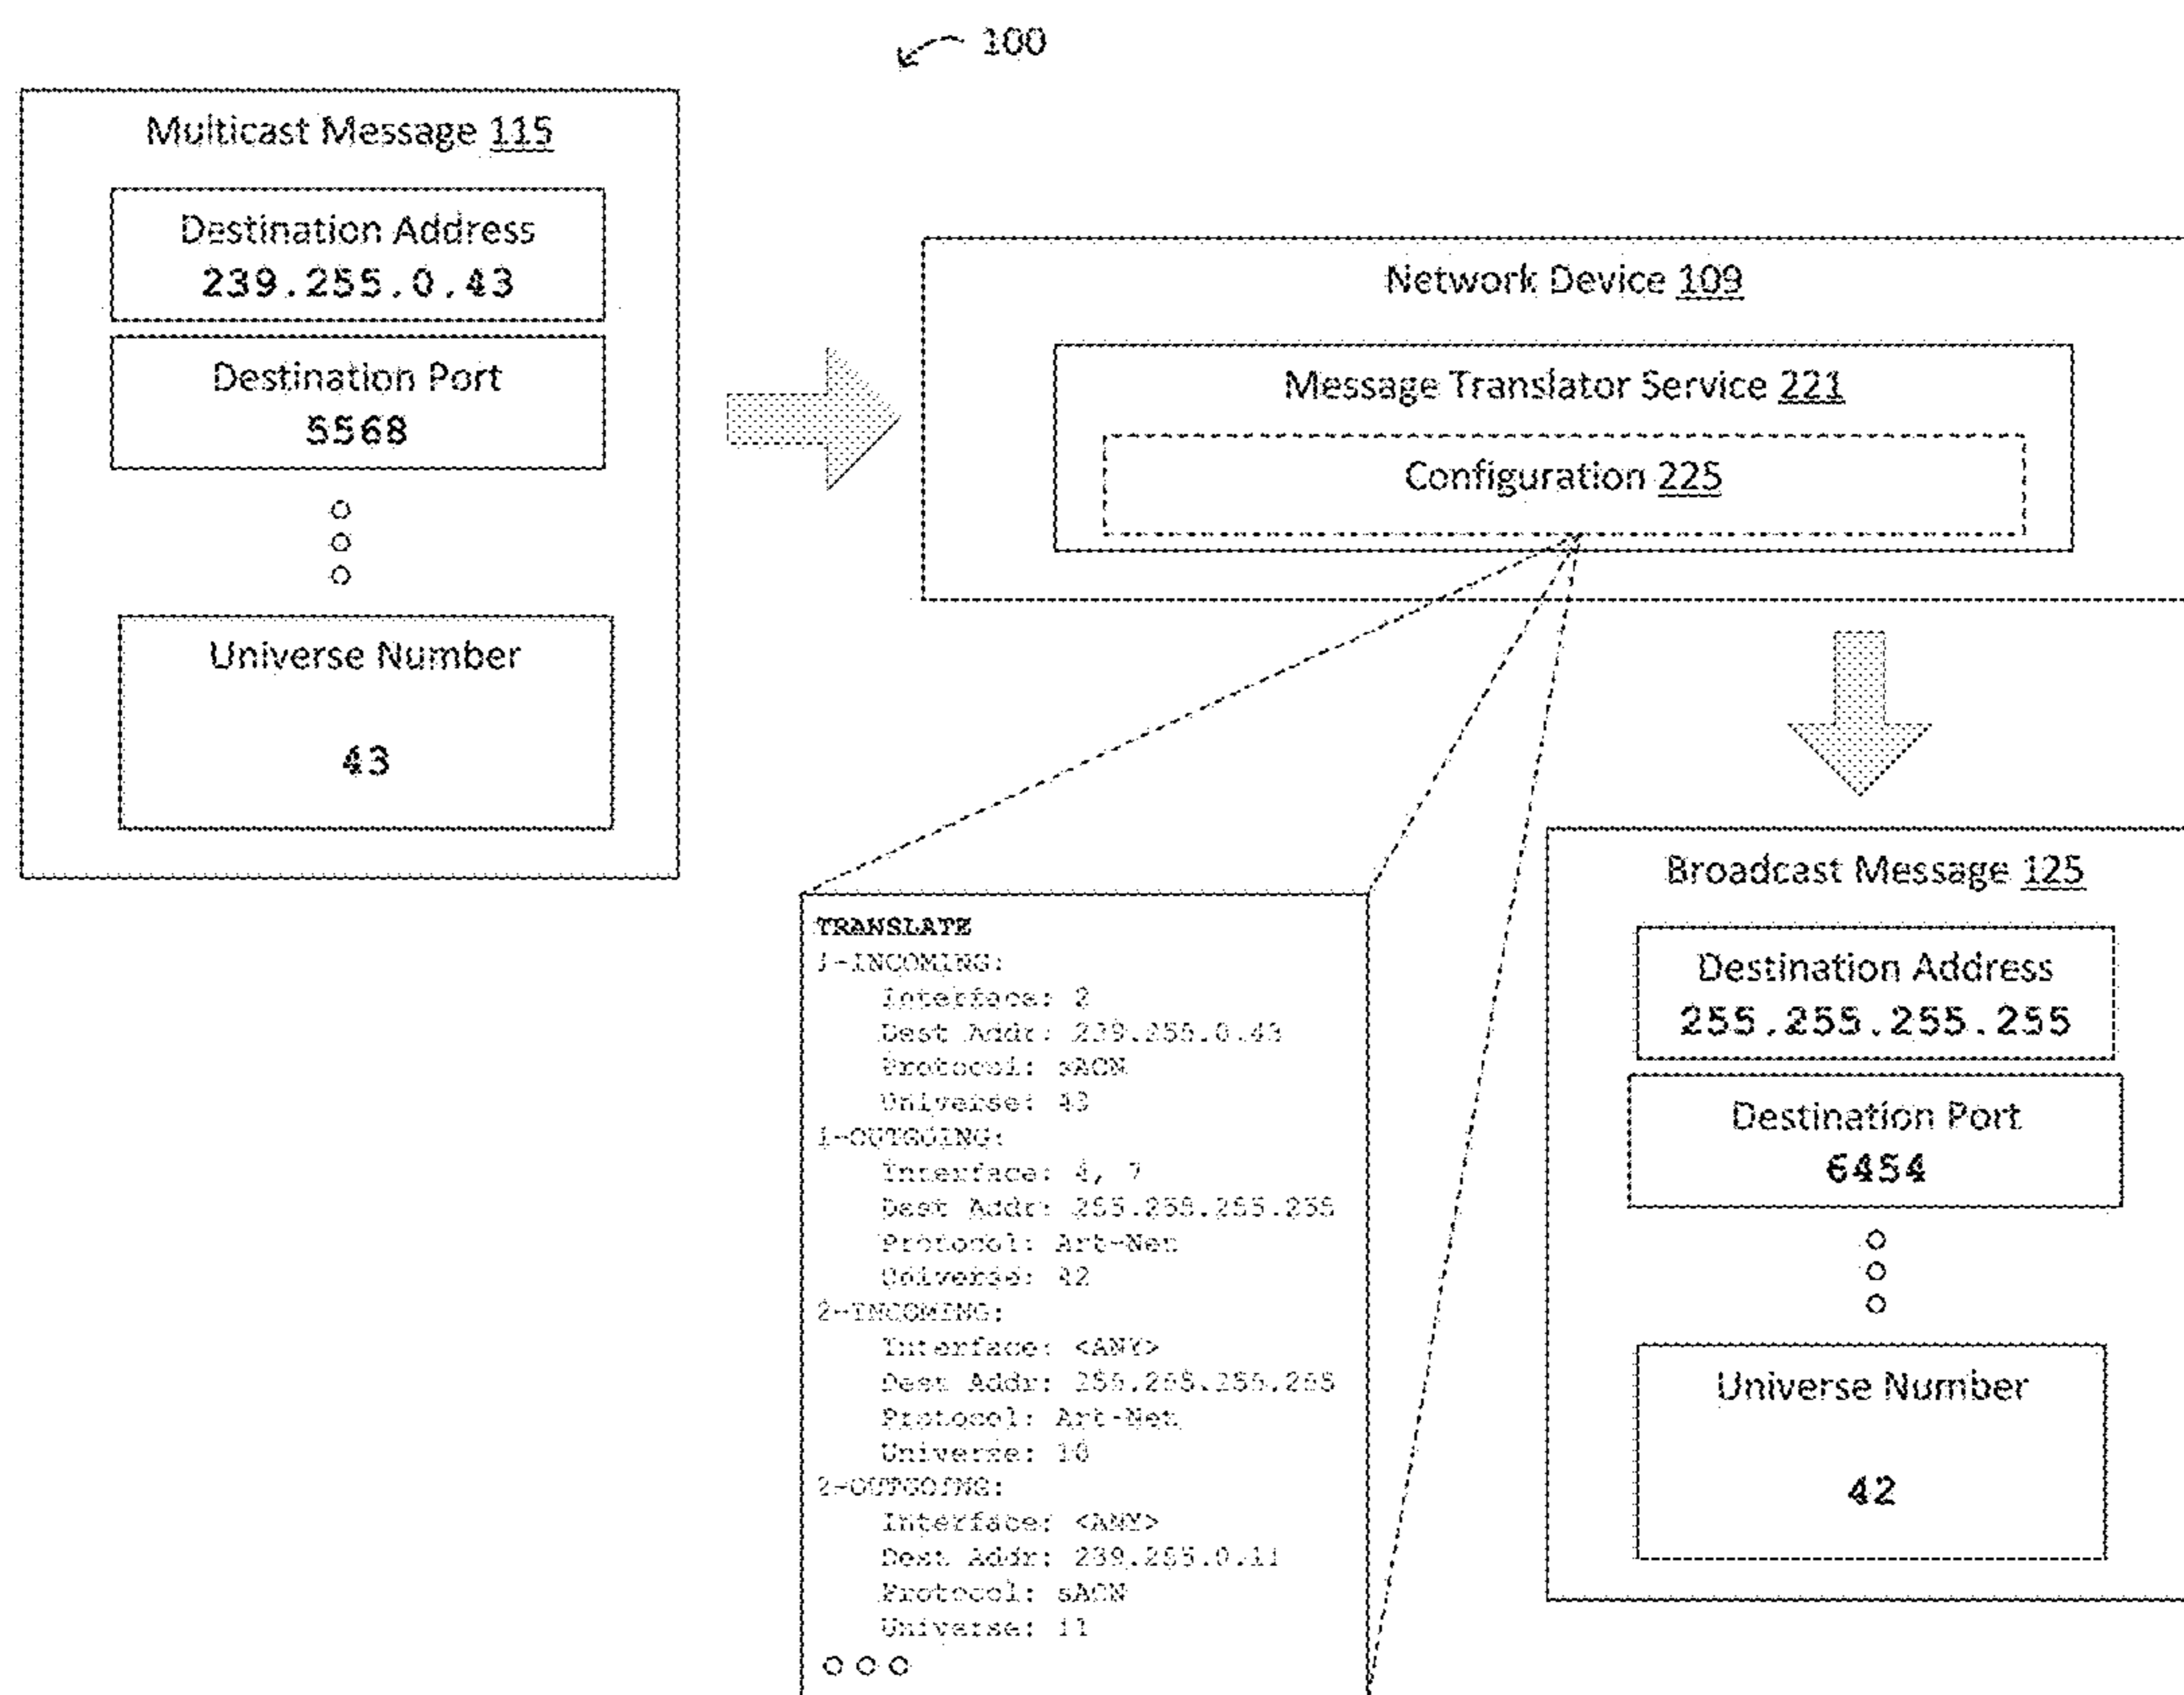 100
Multicast Message 115
Destination Address
239.255.0.43
Destination Port
5568
Universe Number
43
Network Device 109
Message Translator Service 221
Configuration 225
TRANSLATE
1-INCOMING:
Interface: 2
Dest Addr: 239.255.0.43
Protocol: sACN
Universe: 43
1-OUTGOING:
Interface: 4, 7
Dest Addr: 255.255.255.255
Protocol: Art-Net
Universe: 42
2-INCOMING:
Interface: <ANY>
Dest Addr: 255.255.255.255
Protocol: Art-Net
Universe: 10
2-OUTGOING:
Interface: <ANY>
Dest Addr: 239.255.0.11
Protocol: sACN
Universe: 11
Broadcast Message 125
Destination Address
255.255.255.255
Destination Port
6454
Universe Number
42